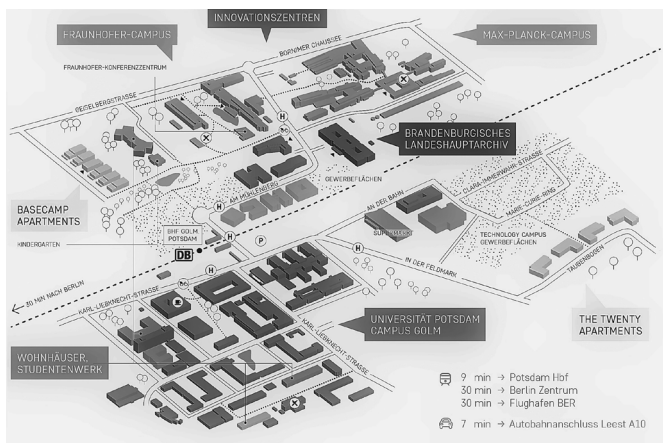 INNOVATIONSZENTREN
FRAUNHOFER-CAMPUS
MAX-PLANCK-CAMPUS
BORNIMER CHAUSSEE
FRAUNHOFER-KONFERENZZENTRUM
REIGELBERGSTRASSE
H
BRANDENBURGISCHES
LANDESHAUPTARCHIV
CLARA-IMMERWAHR-STRASSE
GEWERBEFLÄCHEN
AM MÜHLENBERG
MARIE-CURIE-RING
BASECAMP
APARTMENTS
H
AN DER BAHN
SUPERMARKT
KINDERGARTEN
BHF GOLM
POTSDAM
DB
H
P
H
TECHNOLOGY CAMPUS
GEWERBEFLÄCHEN
IN DER FELDMARK
TAUBENBOGEN
H
30 MIN NACH BERLIN
KARL-LIEBKNECHT-STRASSE
UNIVERSITÄT POTSDAM
CAMPUS GOLM
THE TWENTY
APARTMENTS
KARL-LIEBKNECHT-STRASSE
WOHNHÄUSER,
STUDENTENWERK
9 min → Potsdam Hbf
30 min → Berlin Zentrum
30 min → Flughafen BER
7 min → Autobahnanschluss Leest A10